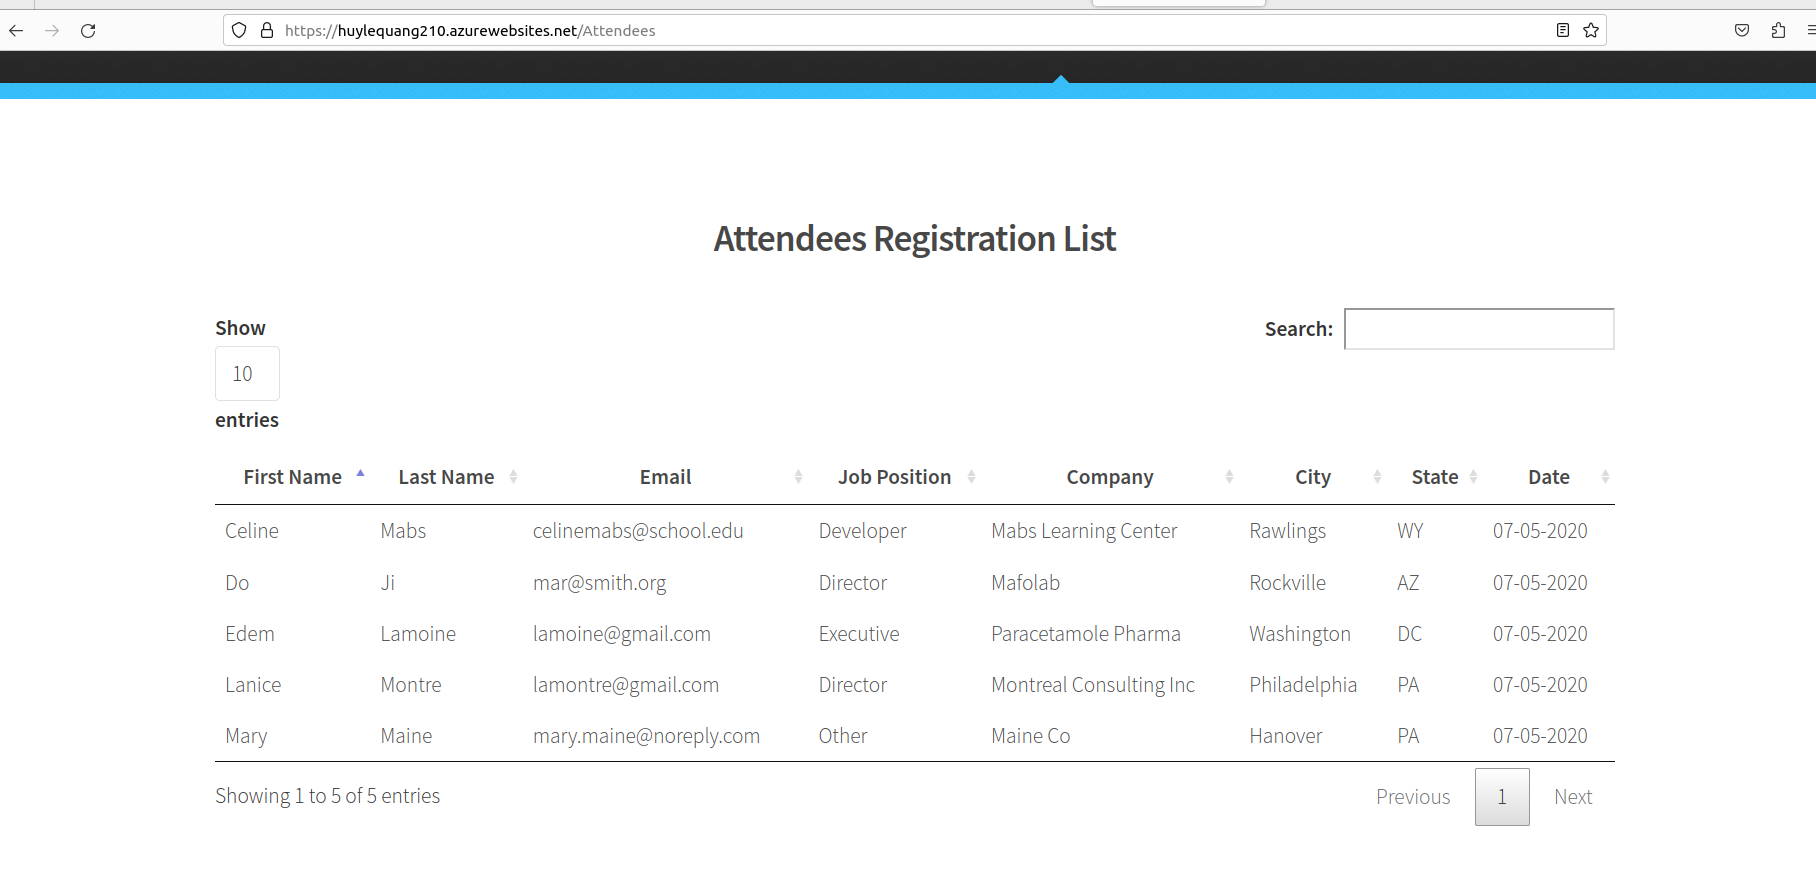 https://huylequang210.azurewebsites.net/Attendees
Attendees Registration List
Show
10
entries
Search:
First Name Last Name Email Job Position Company City State Date
Celine Mabs celinemabs@school.edu Developer Mabs Learning Center Rawlings WY 07-05-2020
Do Ji mar@smith.org Director Mafolab Rockville AZ 07-05-2020
Edem Lamoine lamoine@gmail.com Executive Paracetamole Pharma Washington DC 07-05-2020
Lanice Montre lamontre@gmail.com Director Montreal Consulting Inc Philadelphia PA 07-05-2020
Mary Maine mary.maine@noreply.com Other Maine Co Hanover PA 07-05-2020
Showing 1 to 5 of 5 entries
Previous 1 Next